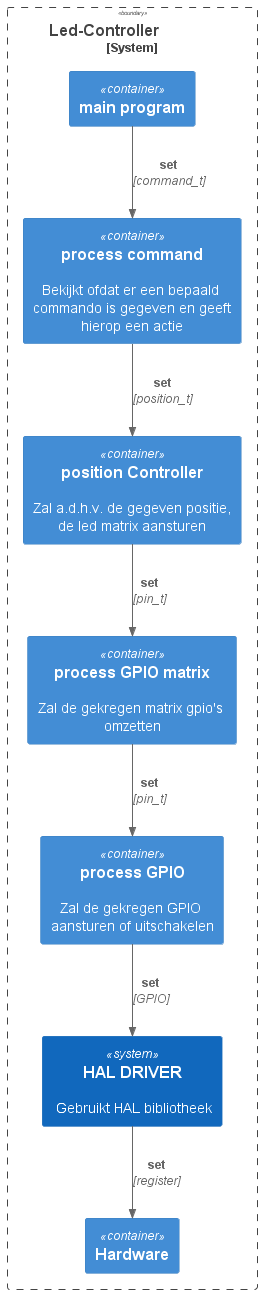 «boundary»
Led-Controller
[System]
«container»
main program
set
[command_t]
«container»
process command
Bekijkt ofdat er een bepaald
commando is gegeven en geeft
hierop een actie
set
[position_t]
«container»
position Controller
Zal a.d.h.v. de gegeven positie,
de led matrix aansturen
set
[pin_t]
«container»
process GPIO matrix
Zal de gekregen matrix gpio's
omzetten
set
[pin_t]
«container»
process GPIO
Zal de gekregen GPIO
aansturen of uitschakelen
set
[GPIO]
«system»
HAL DRIVER
Gebruikt HAL bibliotheek
set
[register]
«container»
Hardware